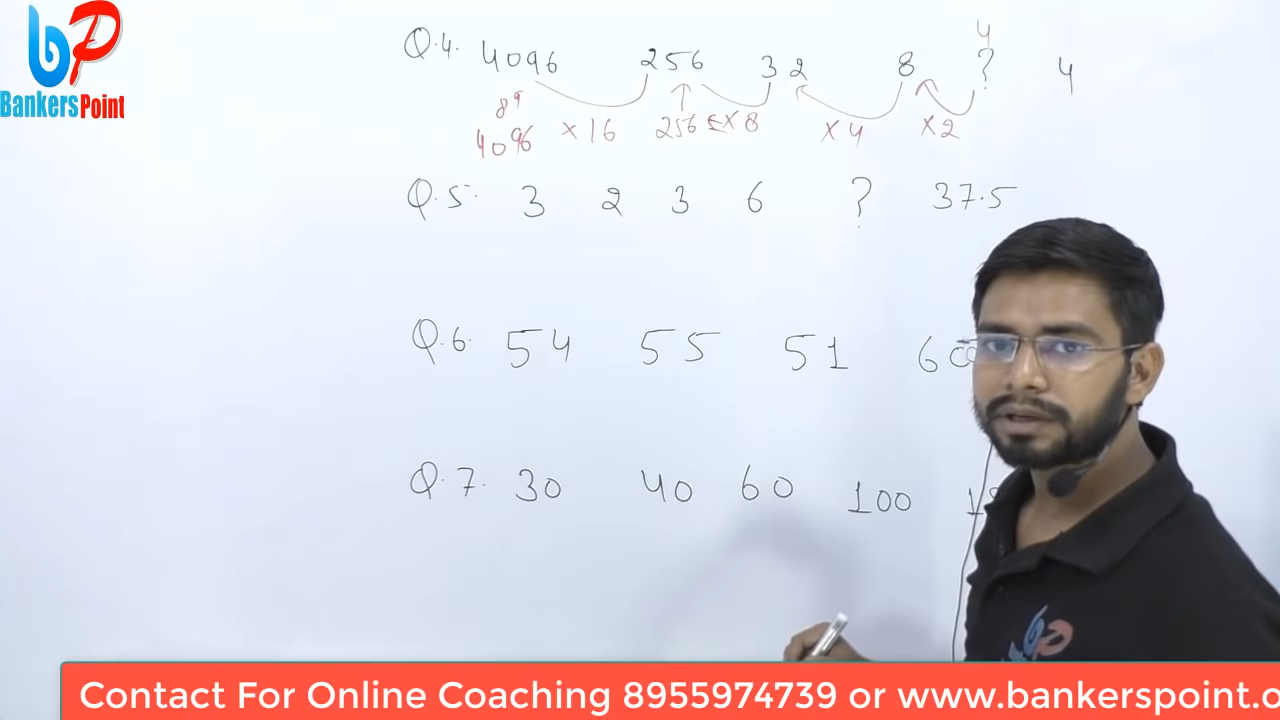 BankersPoint
4
Q.4. 4096 256 32 8 ? 4
8 9
4096 × 16 256 × 8 × 4 × 2
Q.5. 3 2 3 6 ? 37.5
Q.6. 54 55 51 60
Q.7. 30 40 60 100
Contact For Online Coaching 8955974739 or www.bankerspoint.o